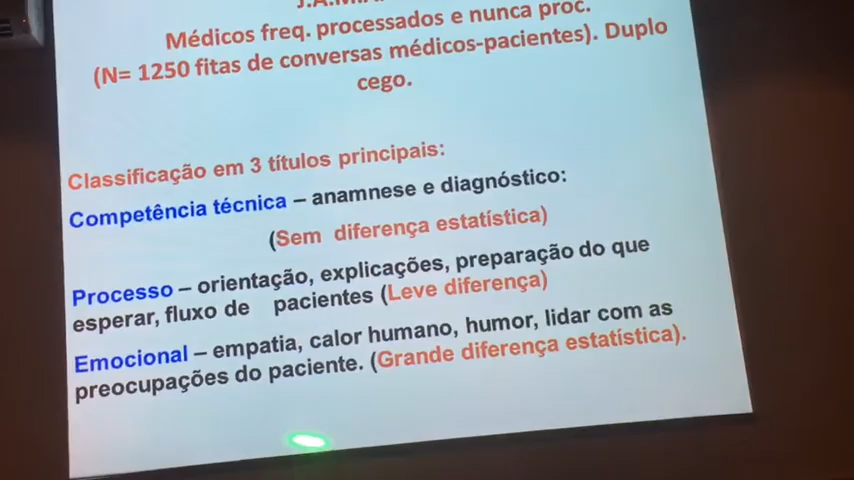 Médicos freq. processados e nunca proc.
(N= 1250 fitas de conversas médicos-pacientes). Duplo
cego.
Classificação em 3 títulos principais:
Competência técnica – anamnese e diagnóstico:
(Sem diferença estatística)
Processo – orientação, explicações, preparação do que
esperar, fluxo de pacientes (Leve diferença)
Emocional – empatia, calor humano, humor, lidar com as
preocupações do paciente. (Grande diferença estatística).